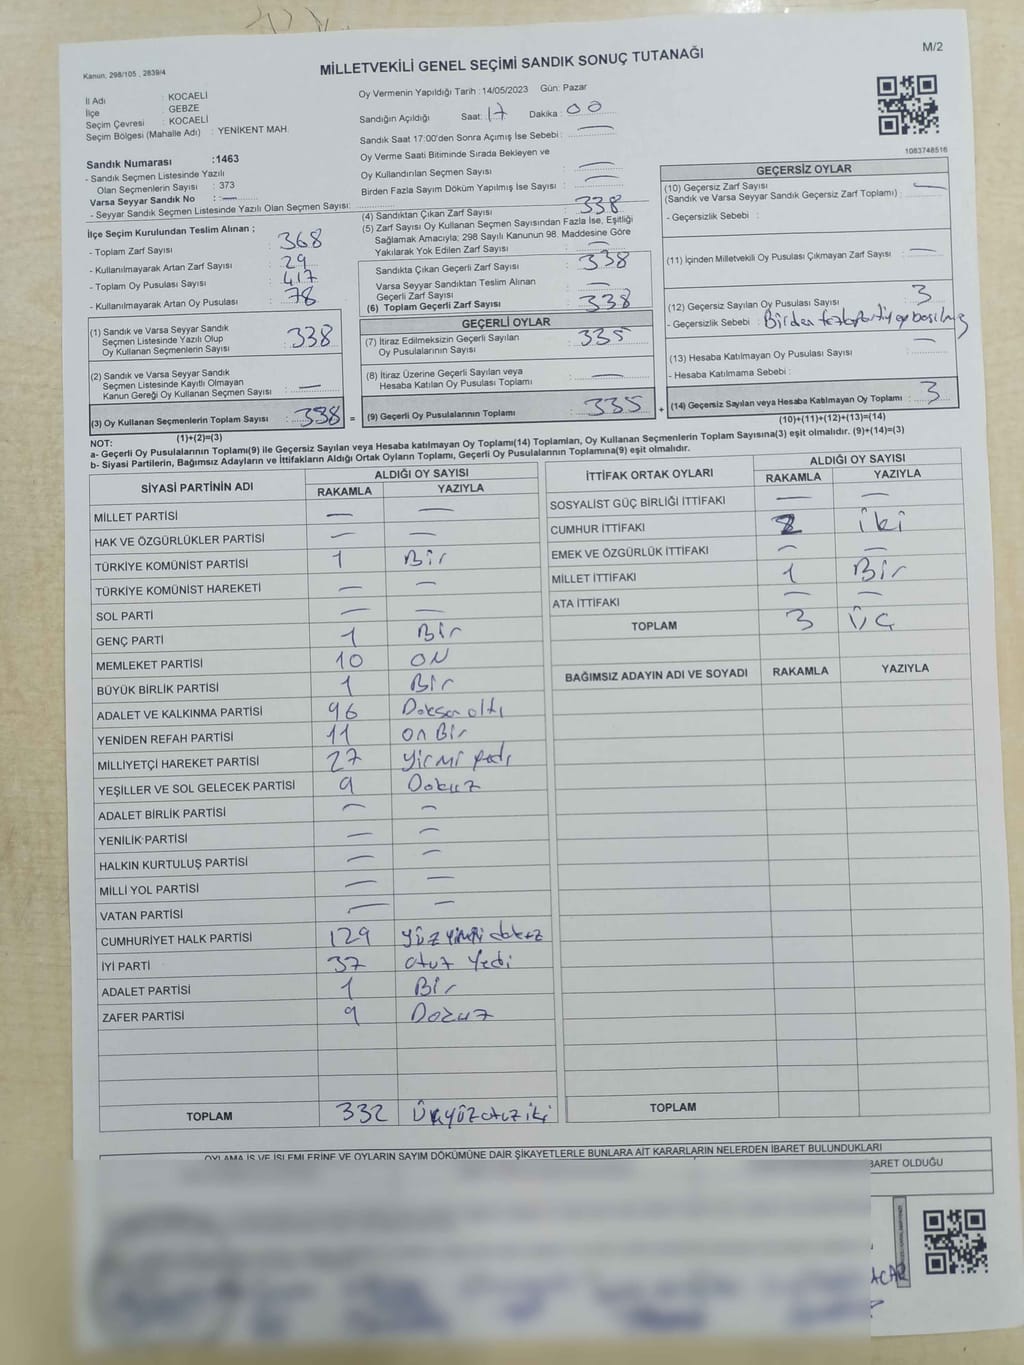 M/2
Kanun, 298/105 , 2839/4
MİLLETVEKİLİ GENEL SEÇİMİ SANDIK SONUÇ TUTANAĞI
İl Adı : KOCAELİ
İlçe : GEBZE
Seçim Çevresi : KOCAELİ
Seçim Bölgesi (Mahalle Adı) : YENİKENT MAH.
Sandık Numarası :1463
- Sandık Seçmen Listesinde Yazılı
Olan Seçmenlerin Sayısı : 373
Varsa Seyyar Sandık No : —
- Seyyar Sandık Seçmen Listesinde Yazılı Olan Seçmen Sayısı:
İlçe Seçim Kurulundan Teslim Alınan ;
- Toplam Zarf Sayısı : 368
- Kullanılmayarak Artan Zarf Sayısı : 29
- Toplam Oy Pusulası Sayısı : 417
- Kullanılmayarak Artan Oy Pusulası : 78
(1) Sandık ve Varsa Seyyar Sandık
Seçmen Listesinde Yazılı Olup
Oy Kullanan Seçmenlerin Sayısı : 338
(2) Sandık ve Varsa Seyyar Sandık
Seçmen Listesinde Kayıtlı Olmayan
Kanun Gereği Oy Kullanan Seçmen Sayısı : —
(3) Oy Kullanan Seçmenlerin Toplam Sayısı : 338 =
(1)+(2)=(3)
Oy Vermenin Yapıldığı Tarih : 14/05/2023 Gün: Pazar
Sandığın Açıldığı Saat: 17 Dakika : 00
Sandık Saat 17:00'den Sonra Açımış İse Sebebi : —
Oy Verme Saati Bitiminde Sırada Bekleyen ve
Oy Kullandırılan Seçmen Sayısı : —
Birden Fazla Sayım Döküm Yapılmış İse Sayısı : —
(4) Sandıktan Çıkan Zarf Sayısı : 338
(5) Zarf Sayısı Oy Kullanan Seçmen Sayısından Fazla İse, Eşitliği
Sağlamak Amacıyla; 298 Sayılı Kanunun 98. Maddesine Göre
Yakılarak Yok Edilen Zarf Sayısı : —
Sandıkta Çıkan Geçerli Zarf Sayısı : 338
Varsa Seyyar Sandıktan Teslim Alınan
Geçerli Zarf Sayısı : —
(6) Toplam Geçerli Zarf Sayısı : 338
GEÇERLİ OYLAR
(7) İtiraz Edilmeksizin Geçerli Sayılan
Oy Pusulalarının Sayısı : 335
(8) İtiraz Üzerine Geçerli Sayılan veya
Hesaba Katılan Oy Pusulası Toplamı : —
(9) Geçerli Oy Pusulalarının Toplamı : 335 +
1083748516
GEÇERSİZ OYLAR
(10) Geçersiz Zarf Sayısı
(Sandık ve Varsa Seyyar Sandık Geçersiz Zarf Toplamı) : —
- Geçersizlik Sebebi :
(11) İçinden Milletvekili Oy Pusulası Çıkmayan Zarf Sayısı : —
(12) Geçersiz Sayılan Oy Pusulası Sayısı : 3
- Geçersizlik Sebebi : Birden fazla partiye basılmış
(13) Hesaba Katılmayan Oy Pusulası Sayısı : —
- Hesaba Katılmama Sebebi :
(14) Geçersiz Sayılan veya Hesaba Katılmayan Oy Toplamı : 3
(10)+(11)+(12)+(13)=(14)
NOT:
a- Geçerli Oy Pusulalarının Toplamı(9) ile Geçersiz Sayılan veya Hesaba katılmayan Oy Toplamı(14) Toplamları, Oy Kullanan Seçmenlerin Toplam Sayısına(3) eşit olmalıdır. (9)+(14)=(3)
b- Siyasi Partilerin, Bağımsız Adayların ve İttifakların Aldığı Ortak Oyların Toplamı, Geçerli Oy Pusulalarının Toplamına(9) eşit olmalıdır.
SİYASİ PARTİNİN ADI ALDIĞI OY SAYISI
RAKAMLA YAZIYLA
MİLLET PARTİSİ — —
HAK VE ÖZGÜRLÜKLER PARTİSİ — —
TÜRKİYE KOMÜNİST PARTİSİ 1 Bir
TÜRKİYE KOMÜNİST HAREKETİ — —
SOL PARTİ — —
GENÇ PARTİ 1 Bir
MEMLEKET PARTİSİ 10 ON
BÜYÜK BİRLİK PARTİSİ 1 Bir
ADALET VE KALKINMA PARTİSİ 96 Doksan altı
YENİDEN REFAH PARTİSİ 11 on Bir
MİLLİYETÇİ HAREKET PARTİSİ 27 yirmi yedi
YEŞİLLER VE SOL GELECEK PARTİSİ 9 Dokuz
ADALET BİRLİK PARTİSİ — —
YENİLİK PARTİSİ — —
HALKIN KURTULUŞ PARTİSİ — —
MİLLİ YOL PARTİSİ — —
VATAN PARTİSİ — —
CUMHURİYET HALK PARTİSİ 129 yüz yirmi dokuz
İYİ PARTİ 37 otuz Yedi
ADALET PARTİSİ 1 Bir
ZAFER PARTİSİ 9 Dokuz
TOPLAM 332 Üçyüzotuziki
İTTİFAK ORTAK OYLARI ALDIĞI OY SAYISI
RAKAMLA YAZIYLA
SOSYALİST GÜÇ BİRLİĞİ İTTİFAKI — —
CUMHUR İTTİFAKI 2 iki
EMEK VE ÖZGÜRLÜK İTTİFAKI — —
MİLLET İTTİFAKI 1 Bir
ATA İTTİFAKI — —
TOPLAM 3 ÜÇ
BAĞIMSIZ ADAYIN ADI VE SOYADI RAKAMLA YAZIYLA
TOPLAM
OYLAMA İŞ VE İŞLEMLERİNE VE OYLARIN SAYIM DÖKÜMÜNE DAİR ŞİKAYETLERLE BUNLARA AİT KARARLARIN NELERDEN İBARET BULUNDUKLARI
BARET OLDUĞU
ACAR